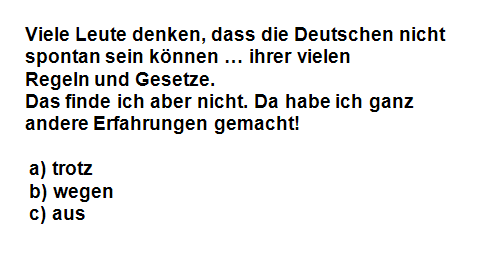 Viele Leute denken, dass die Deutschen nicht
spontan sein können … ihrer vielen
Regeln und Gesetze.
Das finde ich aber nicht. Da habe ich ganz
andere Erfahrungen gemacht!
a) trotz
b) wegen
c) aus